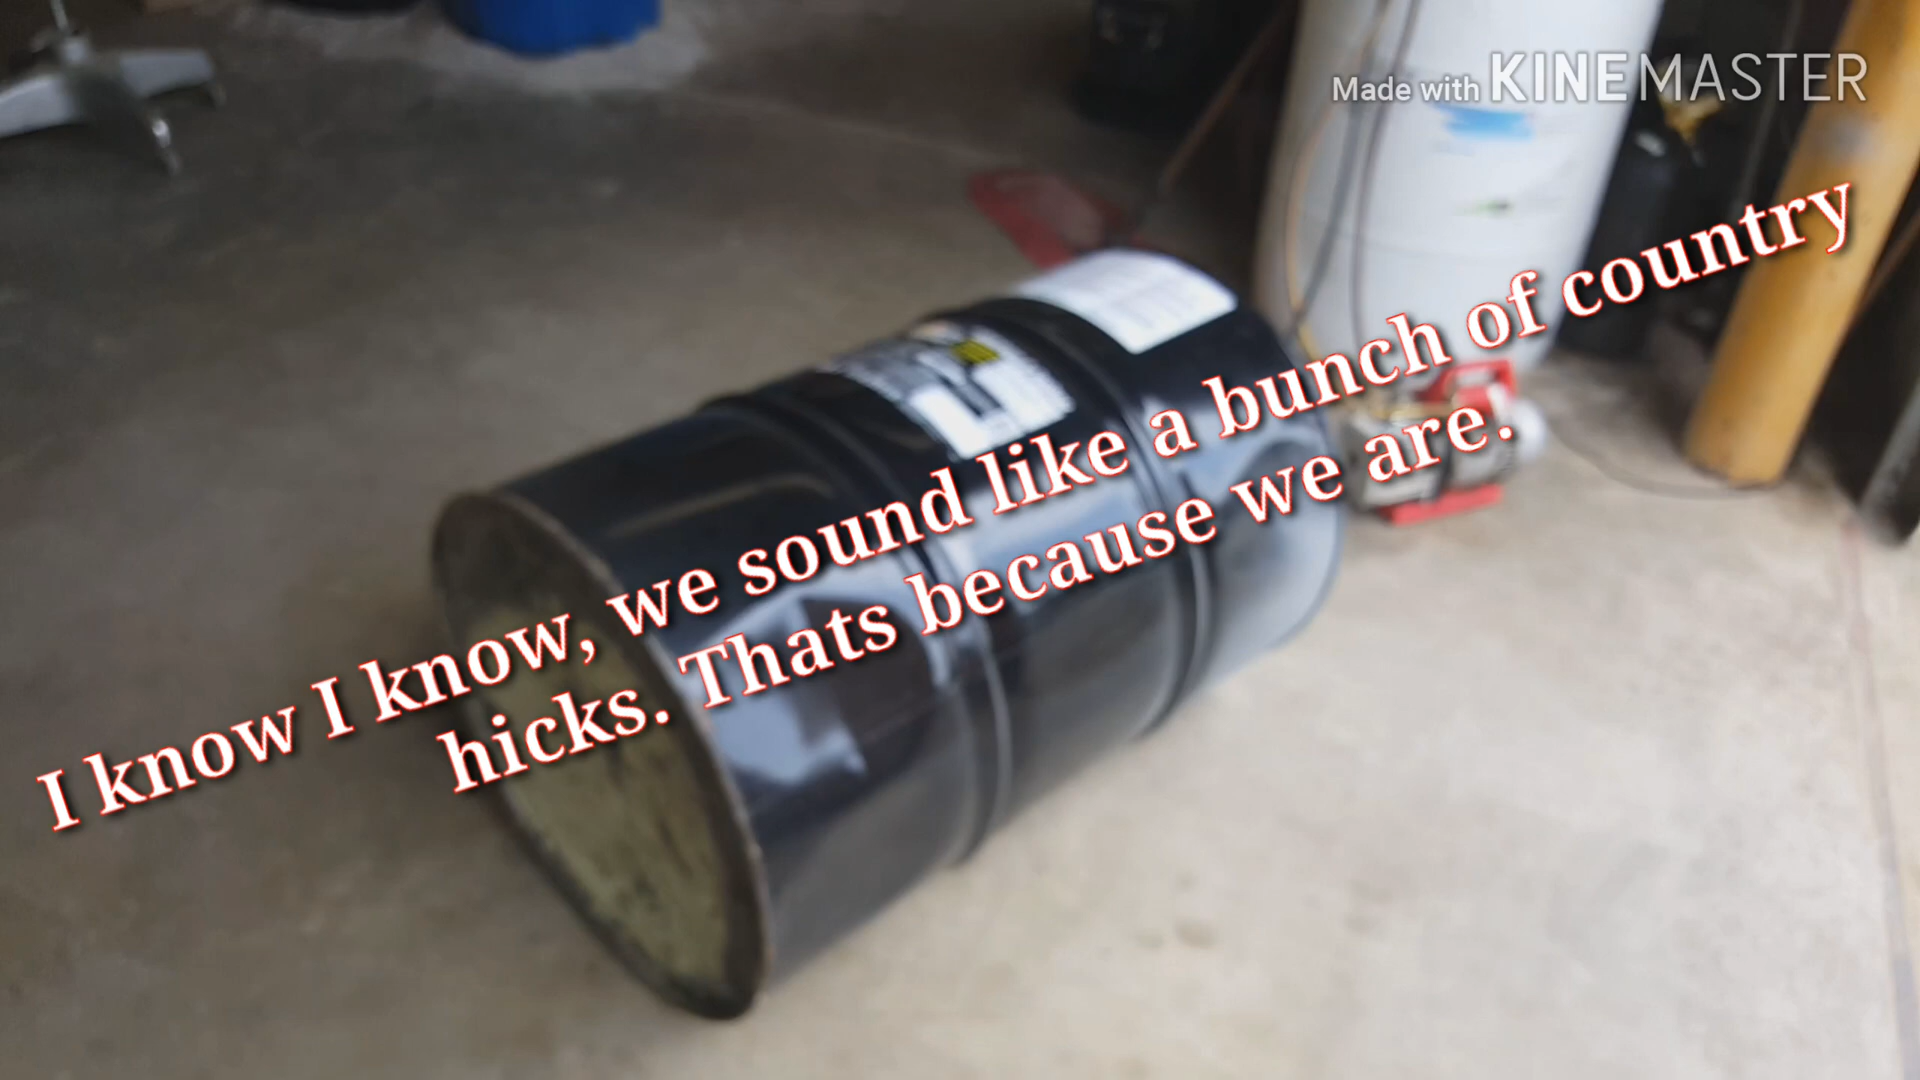 Made with KINEMASTER
I know I know, we sound like a bunch of country
hicks. Thats because we are.